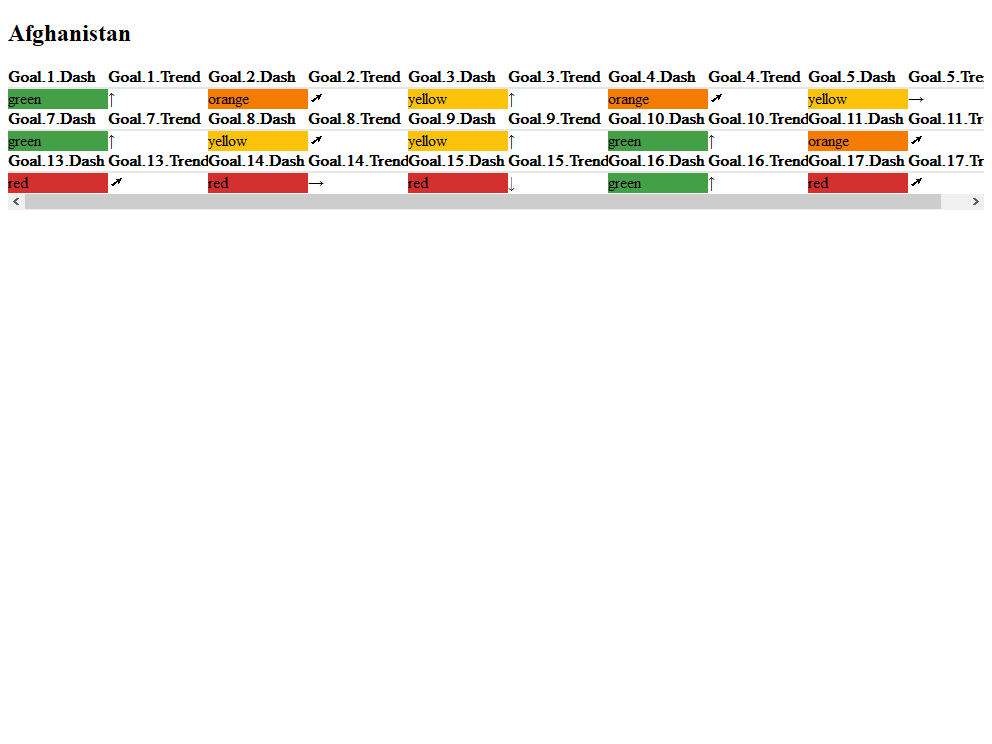 Afghanistan
Goal.1.Dash Goal.1.Trend Goal.2.Dash Goal.2.Trend Goal.3.Dash Goal.3.Trend Goal.4.Dash Goal.4.Trend Goal.5.Dash Goal.5.Tre
green ↑ orange ➚ yellow ↑ orange ➚ yellow →
Goal.7.Dash Goal.7.Trend Goal.8.Dash Goal.8.Trend Goal.9.Dash Goal.9.Trend Goal.10.Dash Goal.10.Trend Goal.11.Dash Goal.11.Tr
green ↑ yellow ➚ yellow ↑ green ↑ orange ➚
Goal.13.Dash Goal.13.Trend Goal.14.Dash Goal.14.Trend Goal.15.Dash Goal.15.Trend Goal.16.Dash Goal.16.Trend Goal.17.Dash Goal.17.Tr
red ➚ red → red ↓ green ↑ red ➚